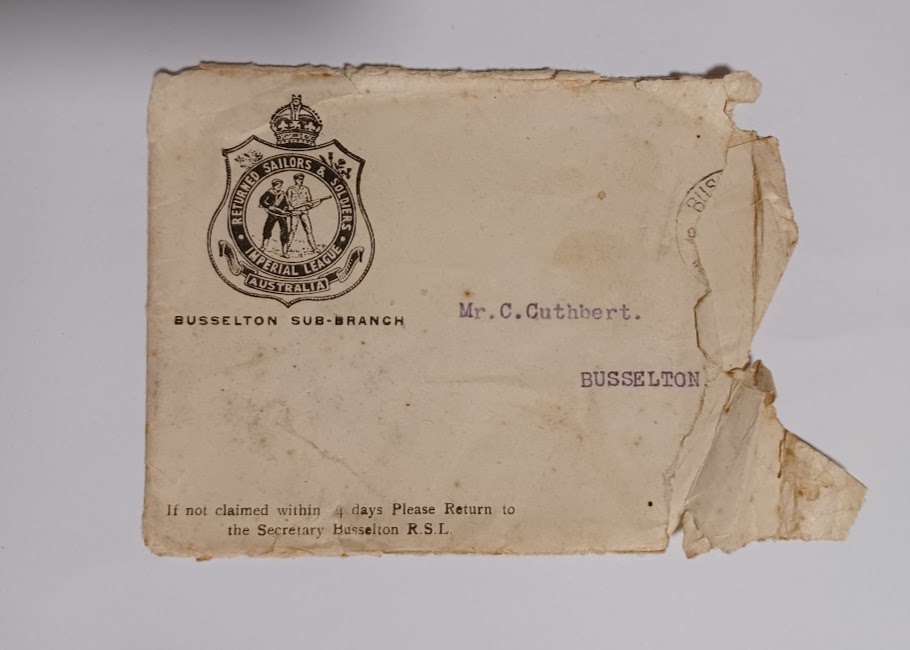 RETURNED SAILORS & SOLDIERS
IMPERIAL LEAGUE
AUSTRALIA
BUSSELTON SUB-BRANCH
BUS
Mr.C.Cuthbert.
BUSSELTON.
If not claimed within 4 days Please Return to
the Secretary Busselton R.S.L.